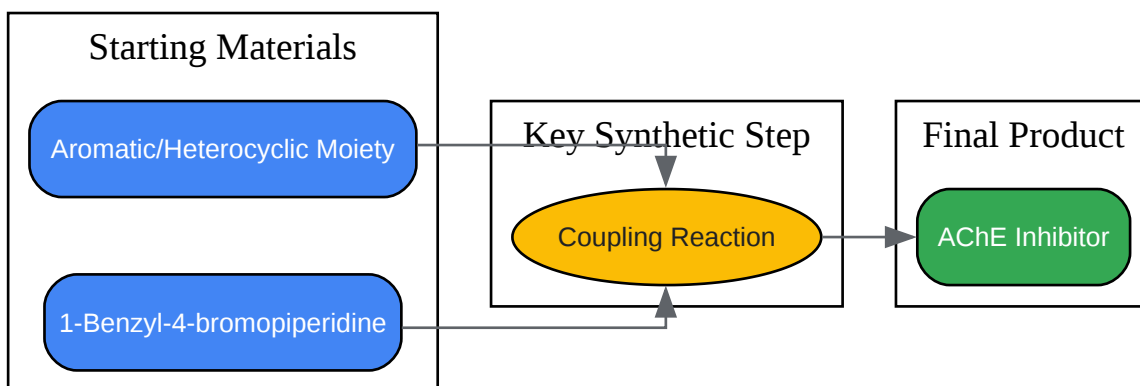 Starting Materials
Aromatic/Heterocyclic Moiety
1-Benzyl-4-bromopiperidine
Key Synthetic Step
Coupling Reaction
Final Product
AChE Inhibitor